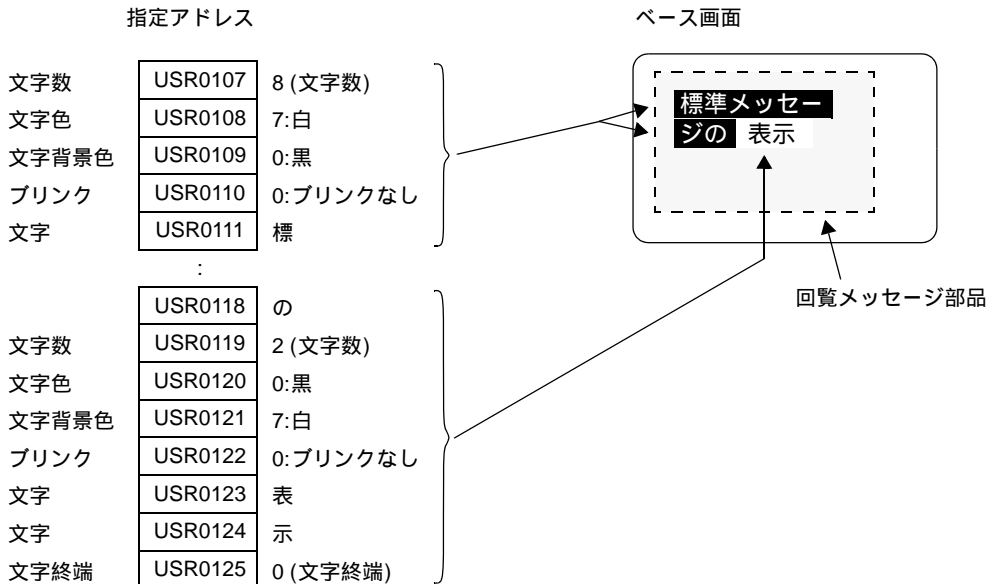 指定アドレス
ベース画面
文字数 USR0107 8 (文字数)
文字色 USR0108 7:白
文字背景色 USR0109 0:黒
ブリンク USR0110 0:ブリンクなし
文字 USR0111 標
:
USR0118 の
文字数 USR0119 2 (文字数)
文字色 USR0120 0:黒
文字背景色 USR0121 7:白
ブリンク USR0122 0:ブリンクなし
文字 USR0123 表
文字 USR0124 示
文字終端 USR0125 0 (文字終端)
標準メッセー
ジの 表示
回覧メッセージ部品